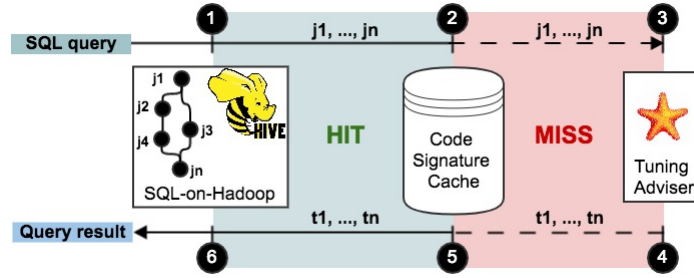 1 2 3
SQL query j1, ..., jn j1, ..., jn
j1
j2
j3
j4
jn
HIVE
SQL-on-Hadoop
HIT
Code
Signature
Cache
MISS
Tuning
Adviser
Query result t1, ..., tn t1, ..., tn
6 5 4